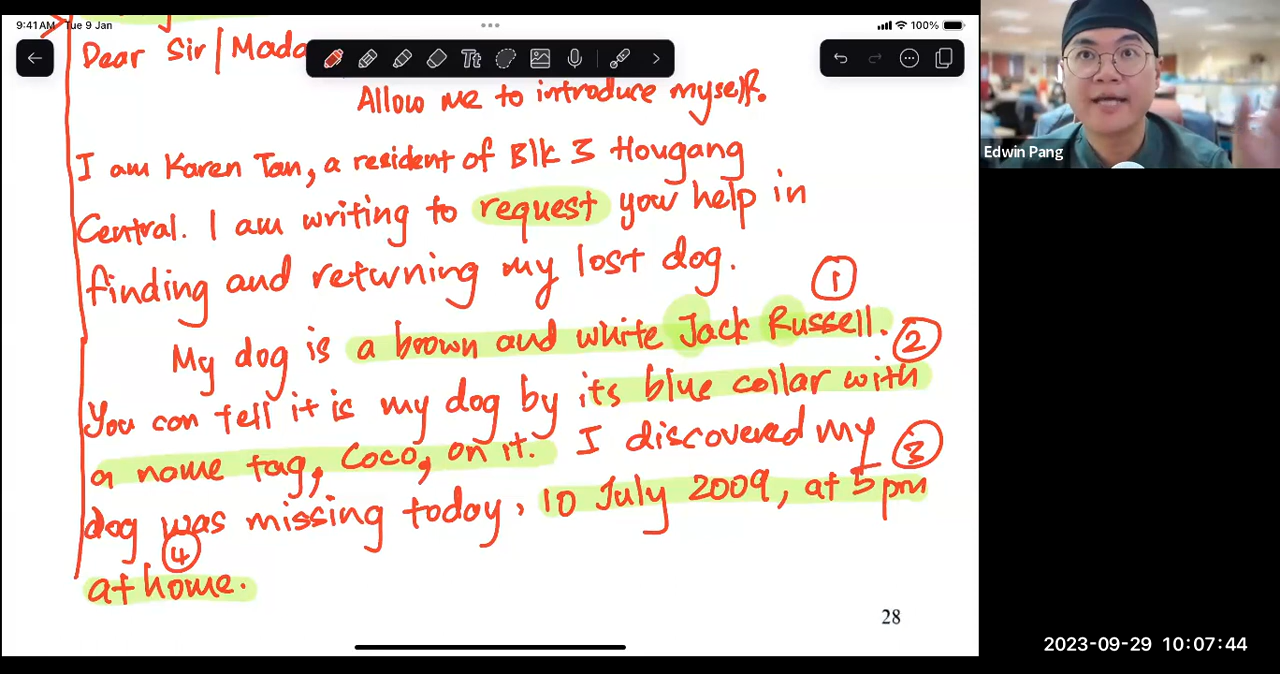 9:41 AM Tue 9 Jan
100%
Dear Sir/Mada
Tt
Allow me to introduce myself.
I am Karen Tan, a resident of Blk 3 Hougang
Central. I am writing to request your help in
finding and returning my lost dog.
1
My dog is a brown and white Jack Russell.
2
You can tell it is my dog by its blue collar with
a name tag, Coco, on it. I discovered my
3
dog was missing today, 10 July 2009, at 5 pm
4
at home.
28
Edwin Pang
2023-09-29 10:07:44